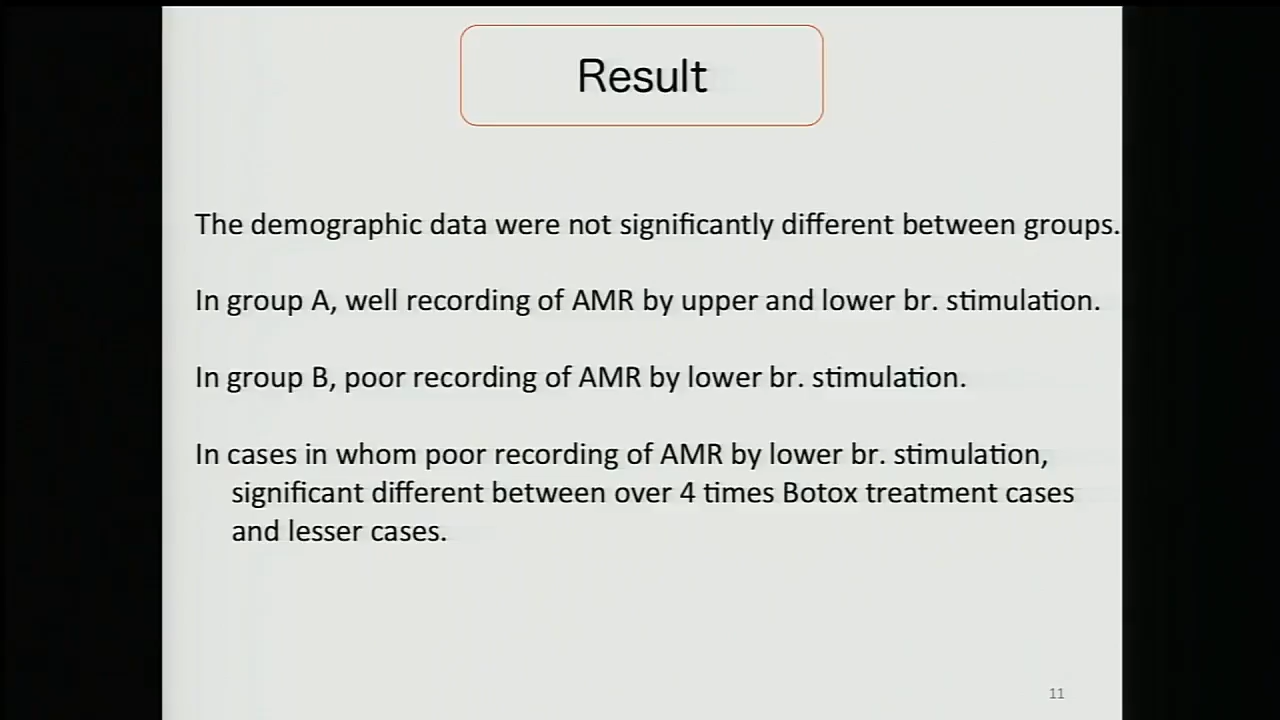 Result
The demographic data were not significantly different between groups.
In group A, well recording of AMR by upper and lower br. stimulation.
In group B, poor recording of AMR by lower br. stimulation.
In cases in whom poor recording of AMR by lower br. stimulation,
significant different between over 4 times Botox treatment cases
and lesser cases.
11